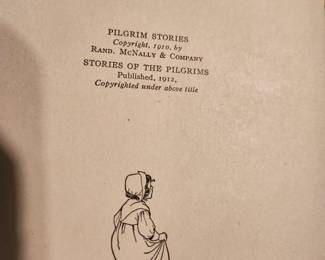 PILGRIM STORIES
Copyright, 1910, by
RAND, MCNALLY & COMPANY
STORIES OF THE PILGRIMS
Published, 1912,
Copyrighted under above title